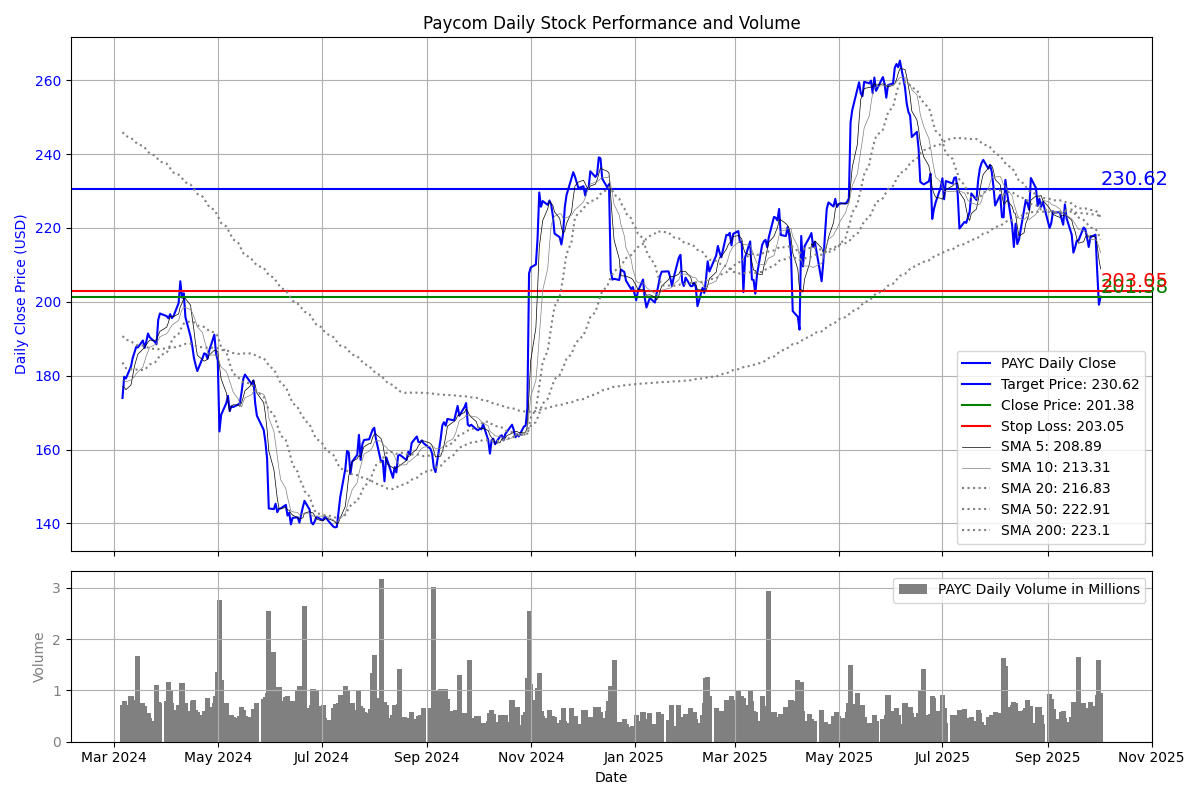 Paycom Daily Stock Performance and Volume
Daily Close Price (USD)
260
240
220
200
180
160
140
230.62
203.05
201.38
PAYC Daily Close
Target Price: 230.62
Close Price: 201.38
Stop Loss: 203.05
SMA 5: 208.89
SMA 10: 213.31
SMA 20: 216.83
SMA 50: 222.91
SMA 200: 223.1
Volume
3
2
1
0
PAYC Daily Volume in Millions
Mar 2024 May 2024 Jul 2024 Sep 2024 Nov 2024 Jan 2025 Mar 2025 May 2025 Jul 2025 Sep 2025 Nov 2025
Date